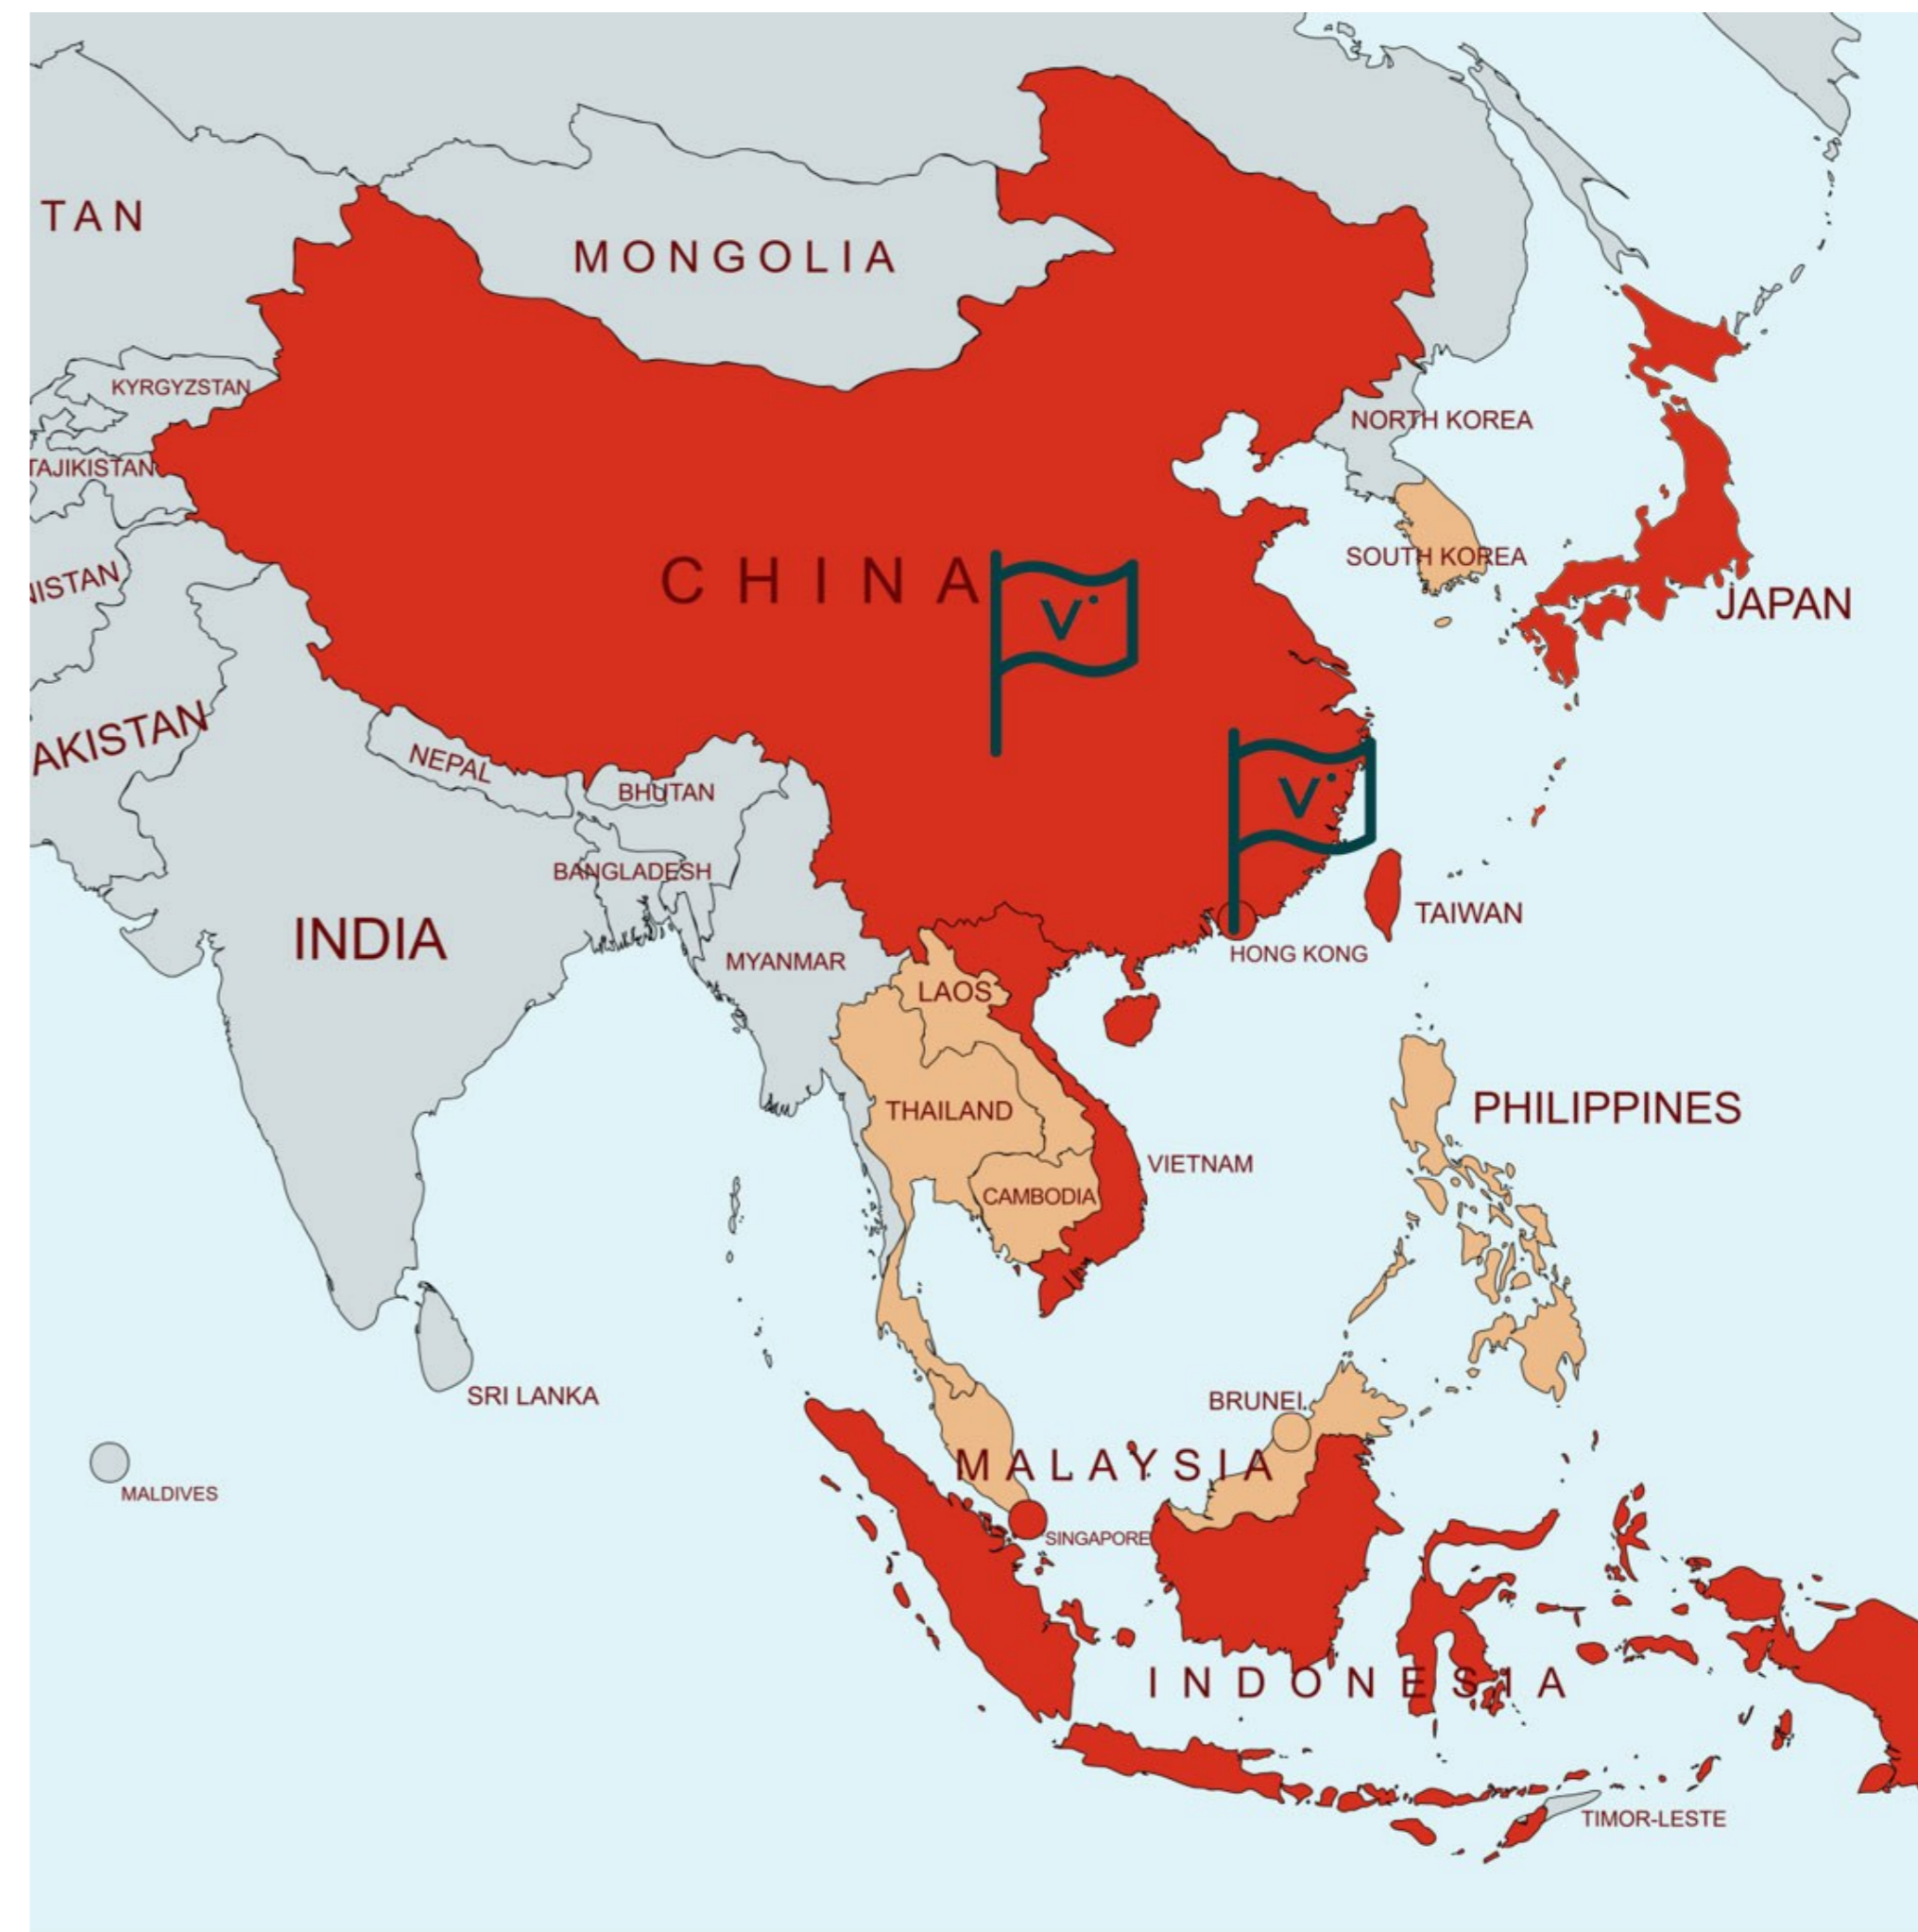 TAN
MONGOLIA
KYRGYZSTAN
NORTH KOREA
TAJIKISTAN
SOUTH KOREA
CHINA
V
NISTAN
JAPAN
AKISTAN
NEPAL
BHUTAN
V
BANGLADESH
TAIWAN
INDIA
HONG KONG
MYANMAR
LAOS
THAILAND
PHILIPPINES
VIETNAM
CAMBODIA
SRI LANKA
BRUNEI
MALAYSIA
MALDIVES
SINGAPORE
INDONESIA
TIMOR-LESTE